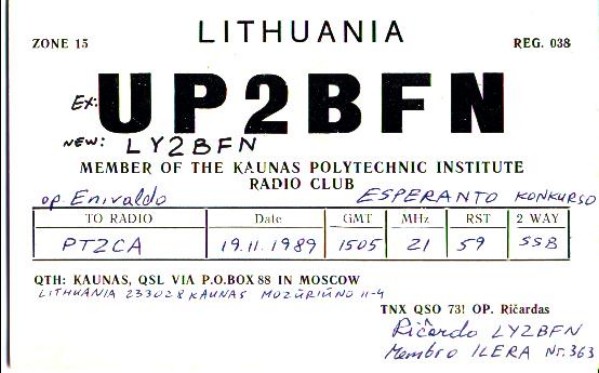 ZONE 15 LITHUANIA REG. 038
Ex: UP2BFN
NEW: LY2BFN
MEMBER OF THE KAUNAS POLYTECHNIC INSTITUTE
RADIO CLUB
op. Enivaldo ESPERANTO KONKURSO
TO RADIO Date GMT MHz RST 2 WAY
PT2CA 19.11.1989 1505 21 59 SSB
QTH: KAUNAS, QSL VIA P.O.BOX 88 IN MOSCOW
LITHUANIA 233028 KAUNAS MOZŪRIŪNO 11-4
TNX QSO 73! OP. Ričardas
Ričardo LY2BFN
Membro ILERA Nr. 363